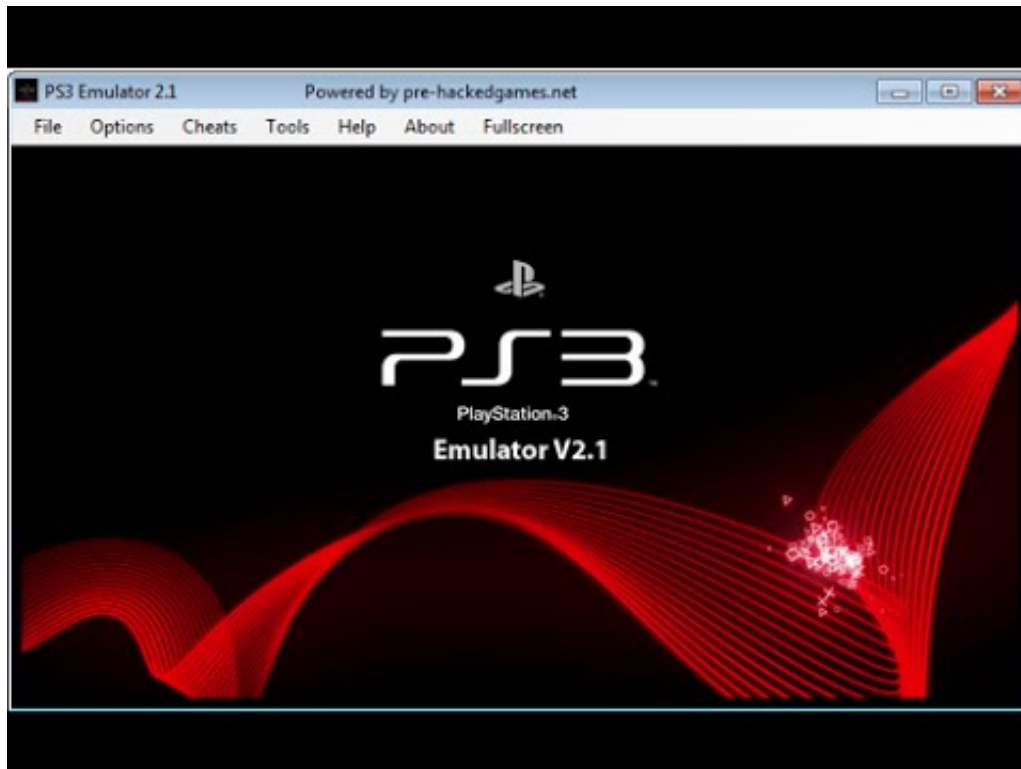 PS3 Emulator 2.1 Powered by pre-hackedgames.net
File Options Cheats Tools Help About Fullscreen
PS3
PlayStation®3
Emulator V2.1